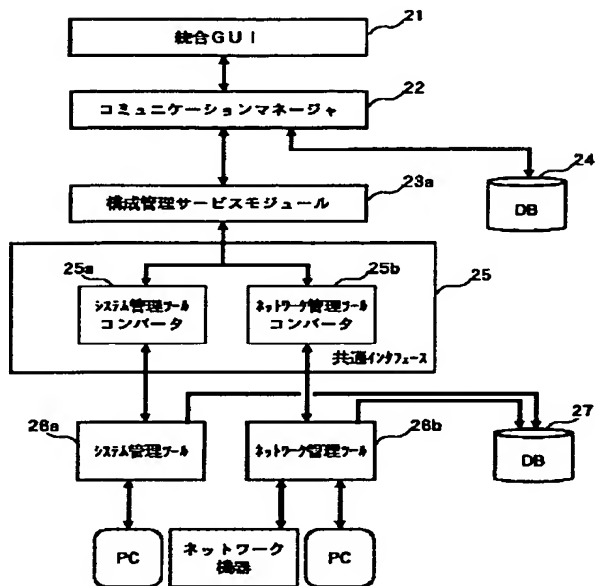 21
統合GUI
22
コミュニケーションマネージャ
24
DB
23a
構成管理サービスモジュール
25
25a
システム管理ツール
コンバータ
25b
ネットワーク管理ツール
コンバータ
共通インタフェース
26a
システム管理ツール
26b
ネットワーク管理ツール
27
DB
PC
ネットワーク
機器
PC